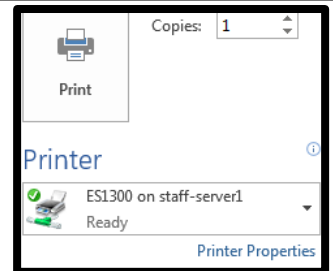 Copies: 1
Print
Printer
ES1300 on staff-server1
Ready
Printer Properties